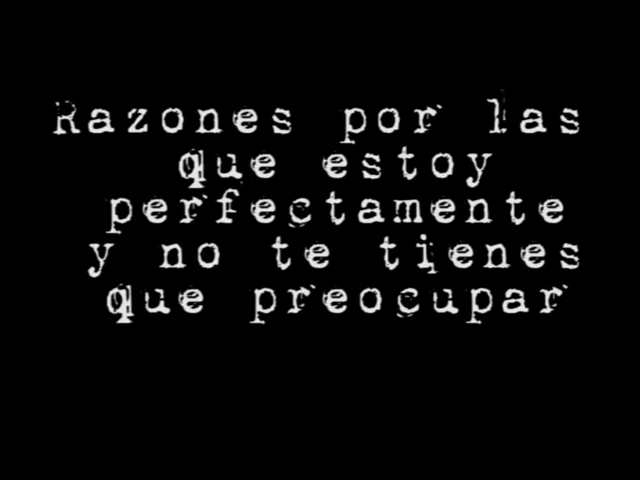 Razones por las
que estoy
perfectamente
y no te tienes
que preocupar